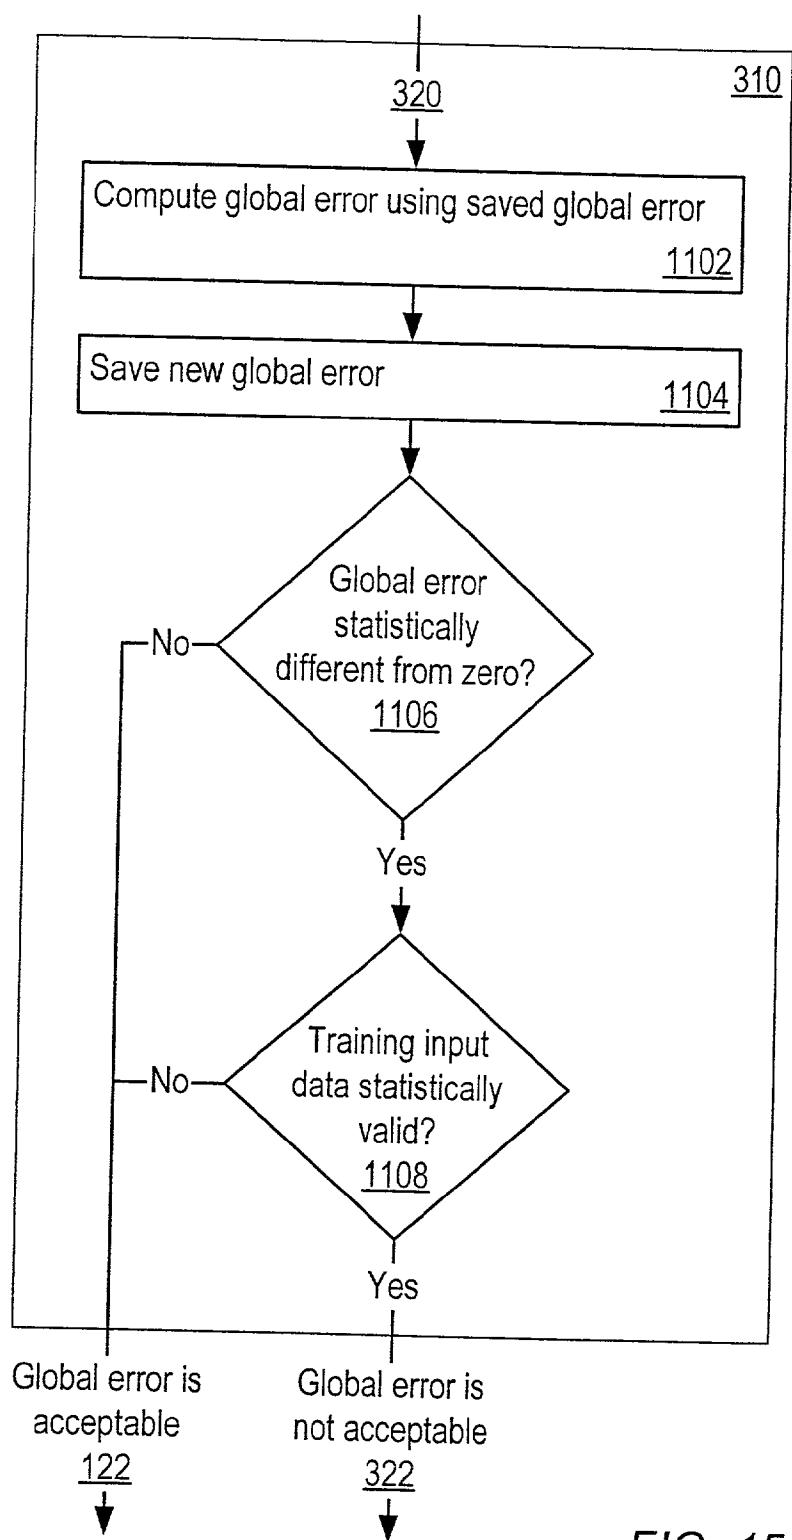 310
320
Compute global error using saved global error
1102
Save new global error
1104
Global error
statistically
different from zero?
1106
No
Yes
Training input
data statistically
valid?
1108
No
Yes
Global error is
acceptable
122
Global error is
not acceptable
322
FIG. 15